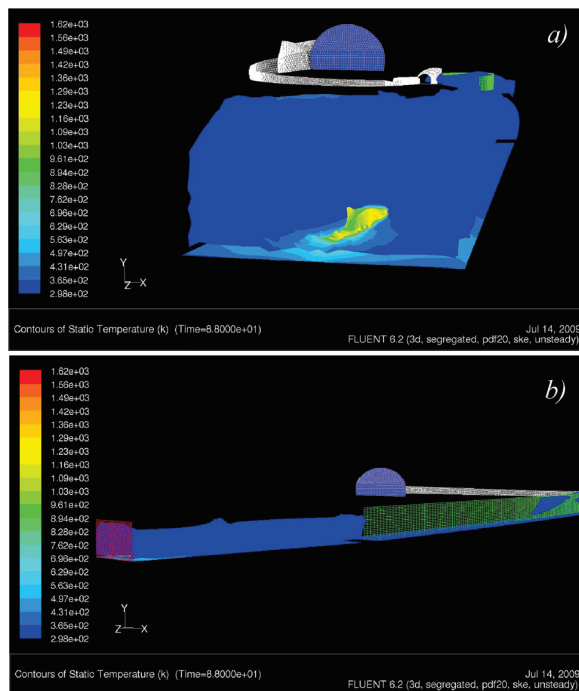 a)
1.62e+03
1.56e+03
1.49e+03
1.42e+03
1.36e+03
1.29e+03
1.23e+03
1.16e+03
1.09e+03
1.03e+03
9.61e+02
8.94e+02
8.28e+02
7.62e+02
6.96e+02
6.29e+02
5.63e+02
4.97e+02
4.31e+02
3.65e+02
2.98e+02
Y
Z X
Contours of Static Temperature (k) (Time=8.8000e+01) Jul 14, 2009
FLUENT 6.2 (3d, segregated, pdf20, ske, unsteady)
b)
1.62e+03
1.56e+03
1.49e+03
1.42e+03
1.36e+03
1.29e+03
1.23e+03
1.16e+03
1.09e+03
1.03e+03
9.61e+02
8.94e+02
8.28e+02
7.62e+02
6.96e+02
6.29e+02
5.63e+02
4.97e+02
4.31e+02
3.65e+02
2.98e+02
Y
Z X
Contours of Static Temperature (k) (Time=8.8000e+01) Jul 14, 2009
FLUENT 6.2 (3d, segregated, pdf20, ske, unsteady)